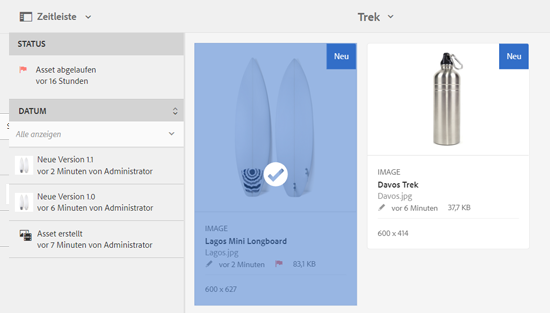 Zeitleiste
Trek
STATUS
Asset abgelaufen
vor 16 Stunden
DATUM
Alle anzeigen
Neue Version 1.1
vor 2 Minuten von Administrator
Neue Version 1.0
vor 6 Minuten von Administrator
Asset erstellt
vor 7 Minuten von Administrator
Neu
IMAGE
Lagos Mini Longboard
Lagos.jpg
vor 2 Minuten 83,1 KB
600 x 627
Neu
IMAGE
Davos Trek
Davos.jpg
vor 6 Minuten 37,7 KB
600 x 414